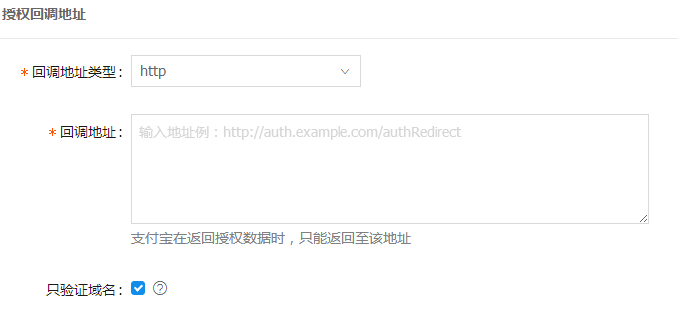 授权回调地址
* 回调地址类型： http
* 回调地址： 输入地址例：http://auth.example.com/authRedirect
支付宝在返回授权数据时，只能返回至该地址
只验证域名： ?